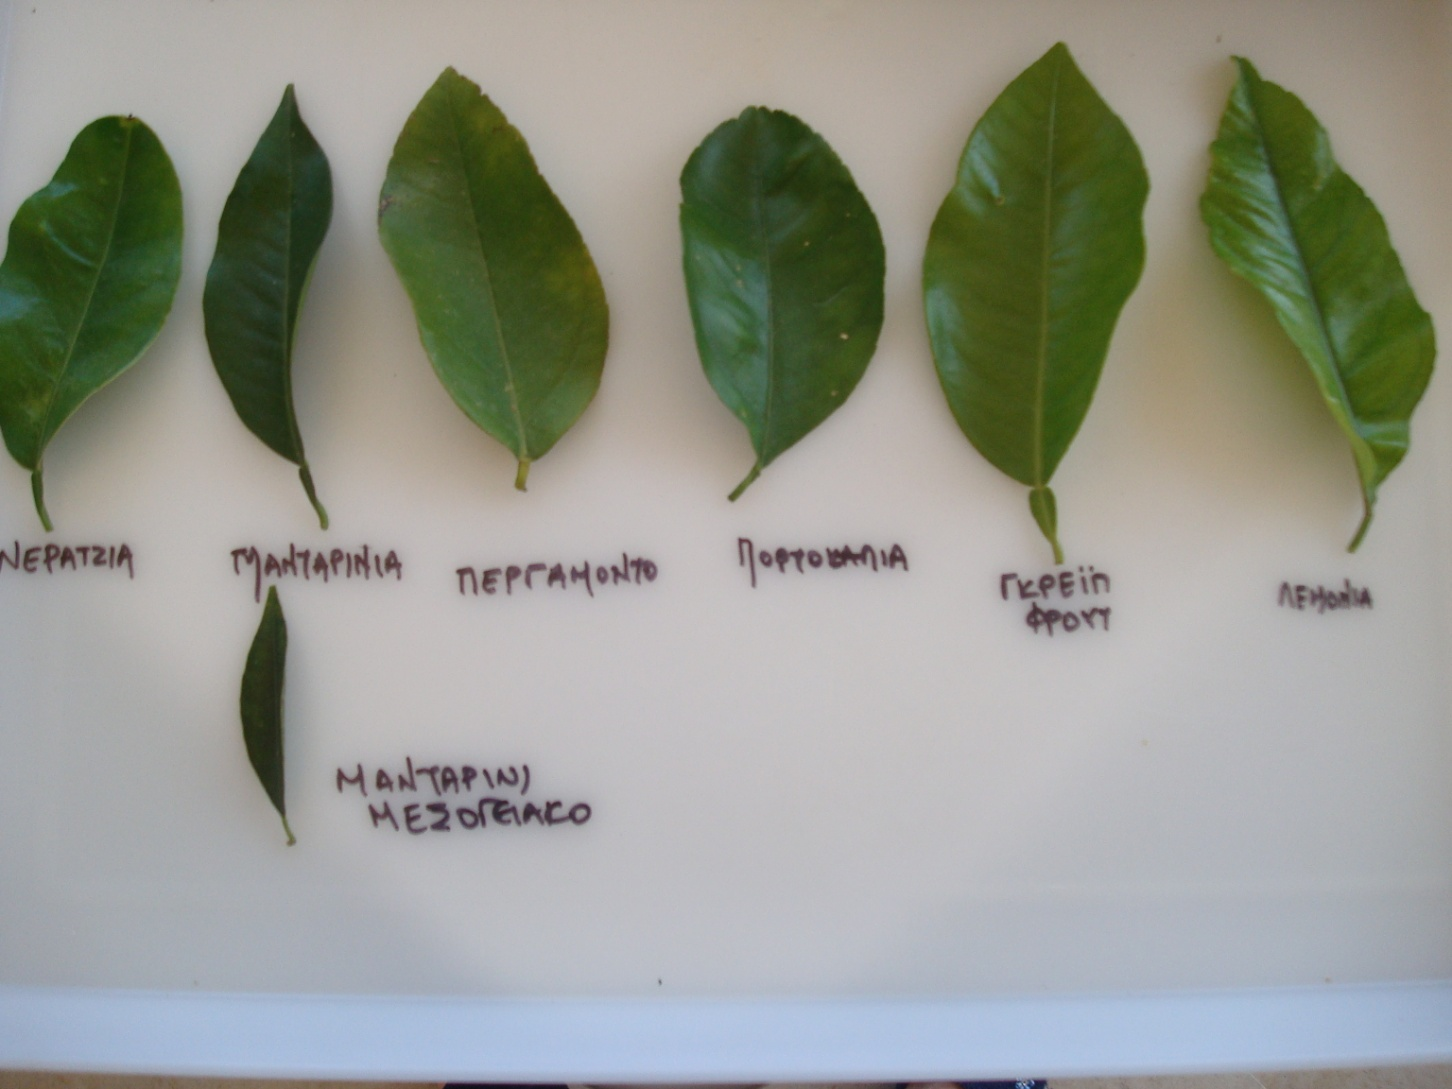 ΝΕΡΑΤΖΙΑ
ΜΑΝΤΑΡΙΝΙΑ
ΠΕΡΓΑΜΟΝΤΟ
ΠΟΡΤΟΚΑΛΙΑ
ΓΚΡΕΪΠ
ΦΡΟΥΤ
ΛΕΜΟΝΙΑ
ΜΑΝΤΑΡΙΝΙ
ΜΕΣΟΓΕΙΑΚΟ